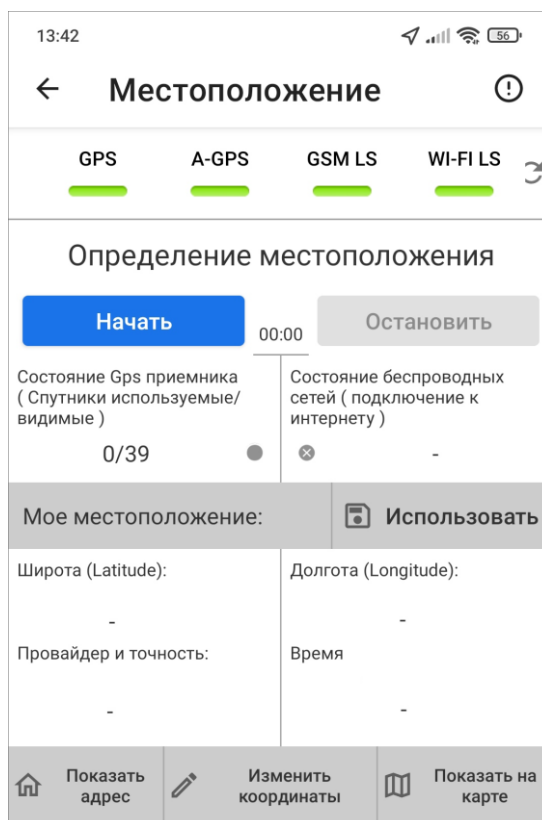 13:42
56
Местоположение
GPS A-GPS GSM LS WI-FI LS
Определение местоположения
Начать
00:00
Остановить
Состояние Gps приемника
( Спутники используемые/
видимые )
0/39
Состояние беспроводных
сетей ( подключение к
интернету )
-
Мое местоположение:
Использовать
Широта (Latitude):
-
Долгота (Longitude):
-
Провайдер и точность:
-
Время
-
Показать
адрес
Изменить
координаты
Показать на
карте